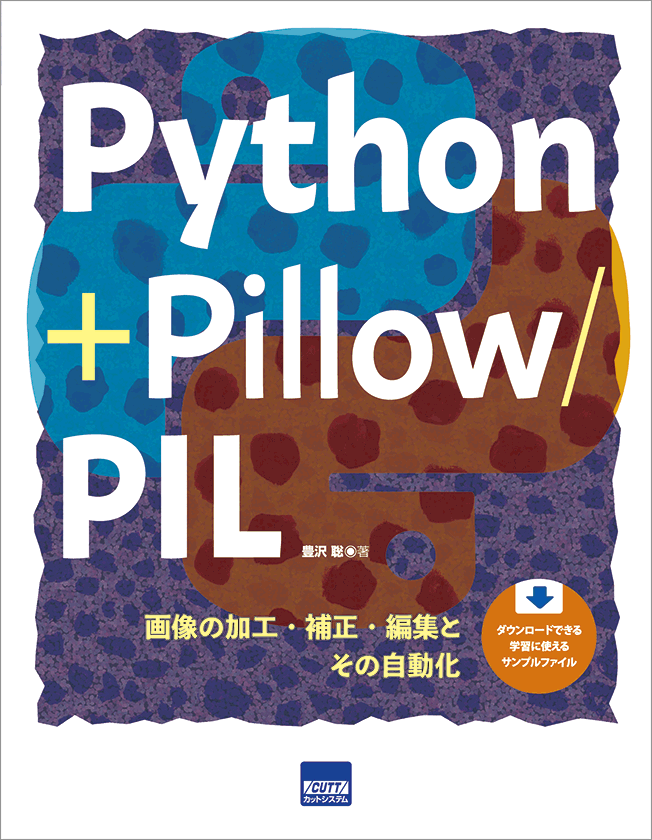 Python
+Pillow/
PIL
豊沢 聡◉著
画像の加工・補正・編集と
その自動化
ダウンロードできる
学習に使える
サンプルファイル
CUTT
カットシステム